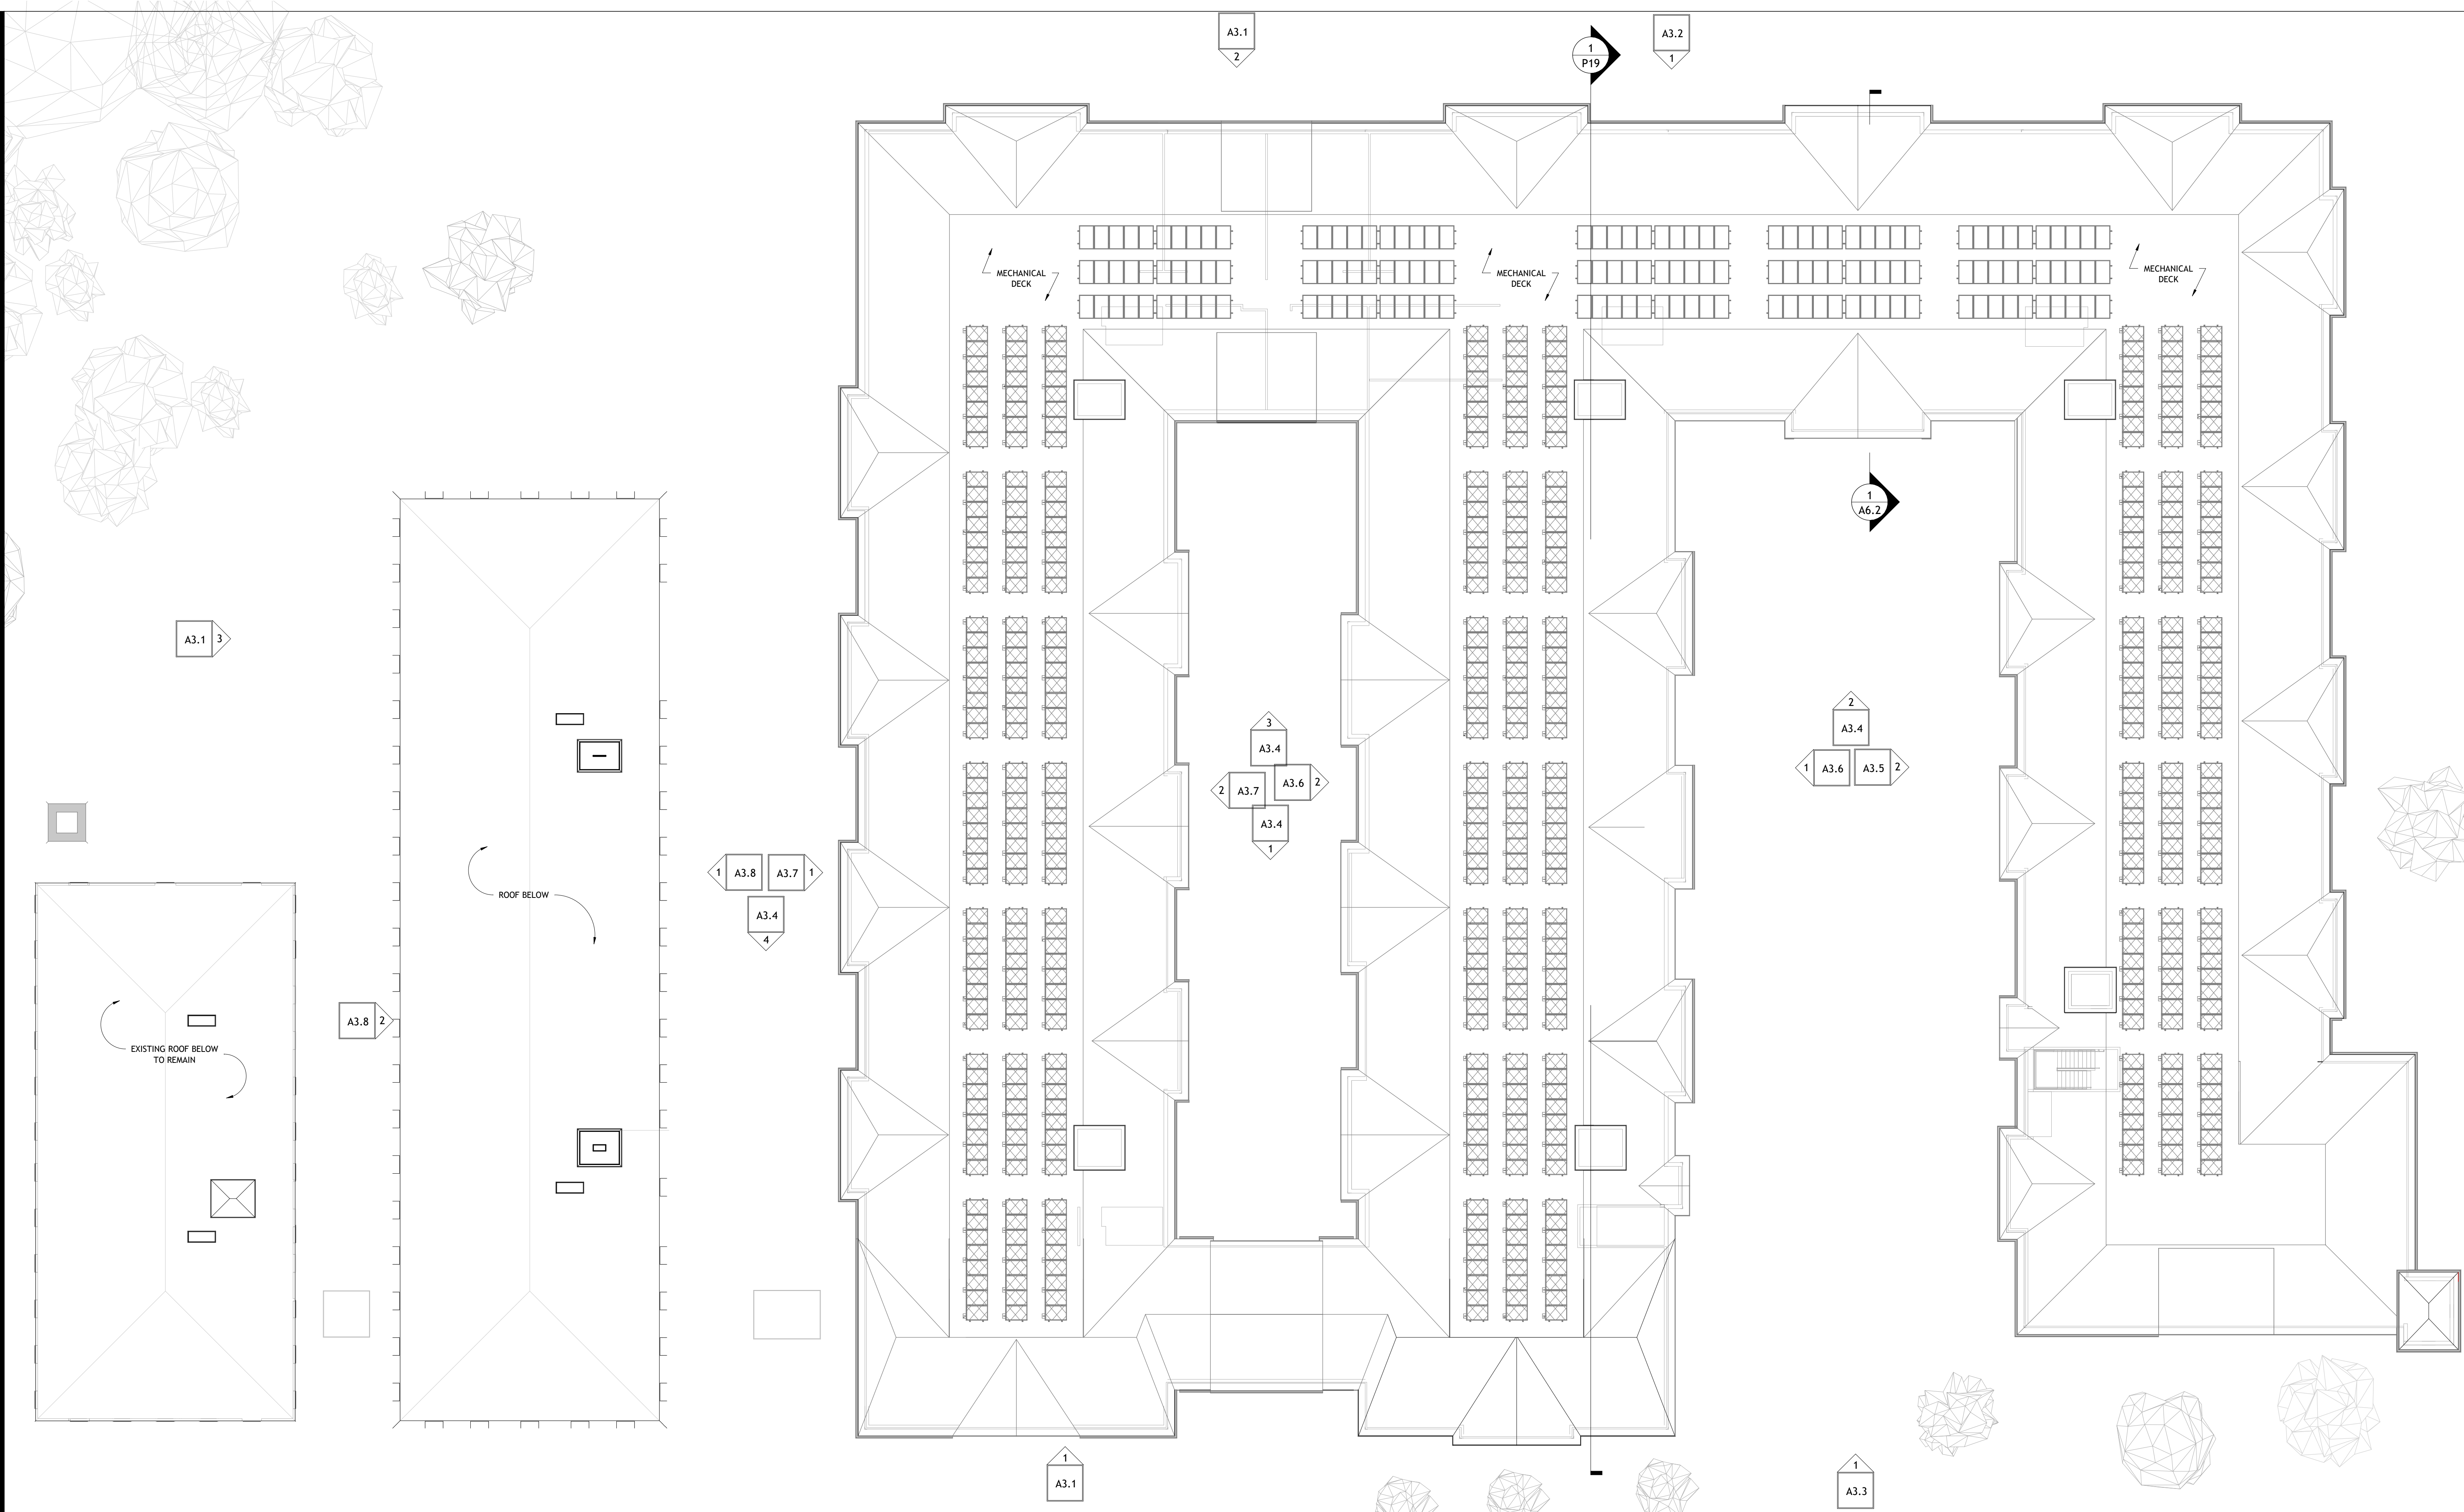 A3.1
2
1
P19
A3.2
1
MECHANICAL
DECK
MECHANICAL
DECK
MECHANICAL
DECK
1
A6.2
A3.1
3
3
A3.4
2
A3.7
A3.6
2
A3.4
1
2
A3.4
1
A3.6
A3.5
2
1
A3.8
A3.7
1
A3.4
4
ROOF BELOW
A3.8
2
EXISTING ROOF BELOW
TO REMAIN
1
A3.1
1
A3.3